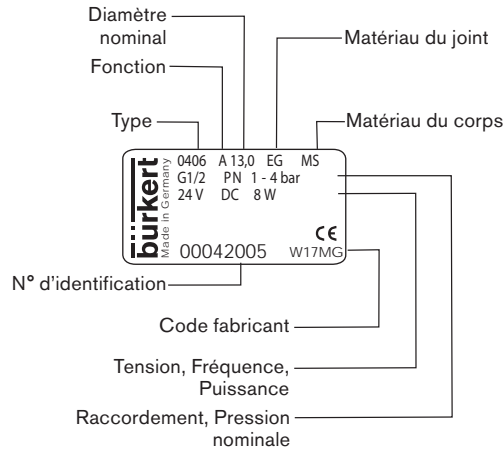 Diamètre
nominal
Fonction
Type
Matériau du joint
Matériau du corps
bürkert
Made in Germany
0406 A 13,0 EG MS
G1/2 PN 1 - 4 bar
24 V DC 8 W
CE
00042005 W17MG
N° d'identification
Code fabricant
Tension, Fréquence,
Puissance
Raccordement, Pression
nominale